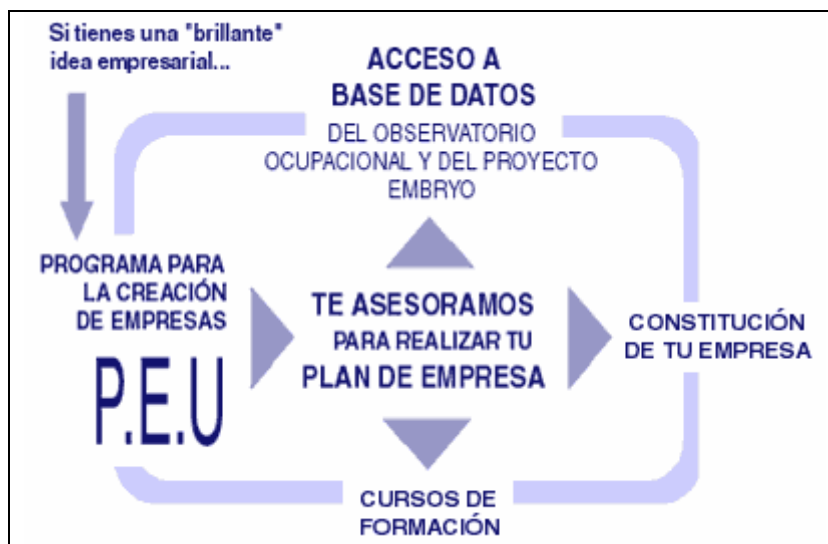 Si tienes una "brillante"
idea empresarial...
ACCESO A
BASE DE DATOS
DEL OBSERVATORIO
OCUPACIONAL Y DEL PROYECTO
EMBRYO
PROGRAMA PARA
LA CREACIÓN
DE EMPRESAS
P.E.U
TE ASESORAMOS
PARA REALIZAR TU
PLAN DE EMPRESA
CONSTITUCIÓN
DE TU EMPRESA
CURSOS DE
FORMACIÓN